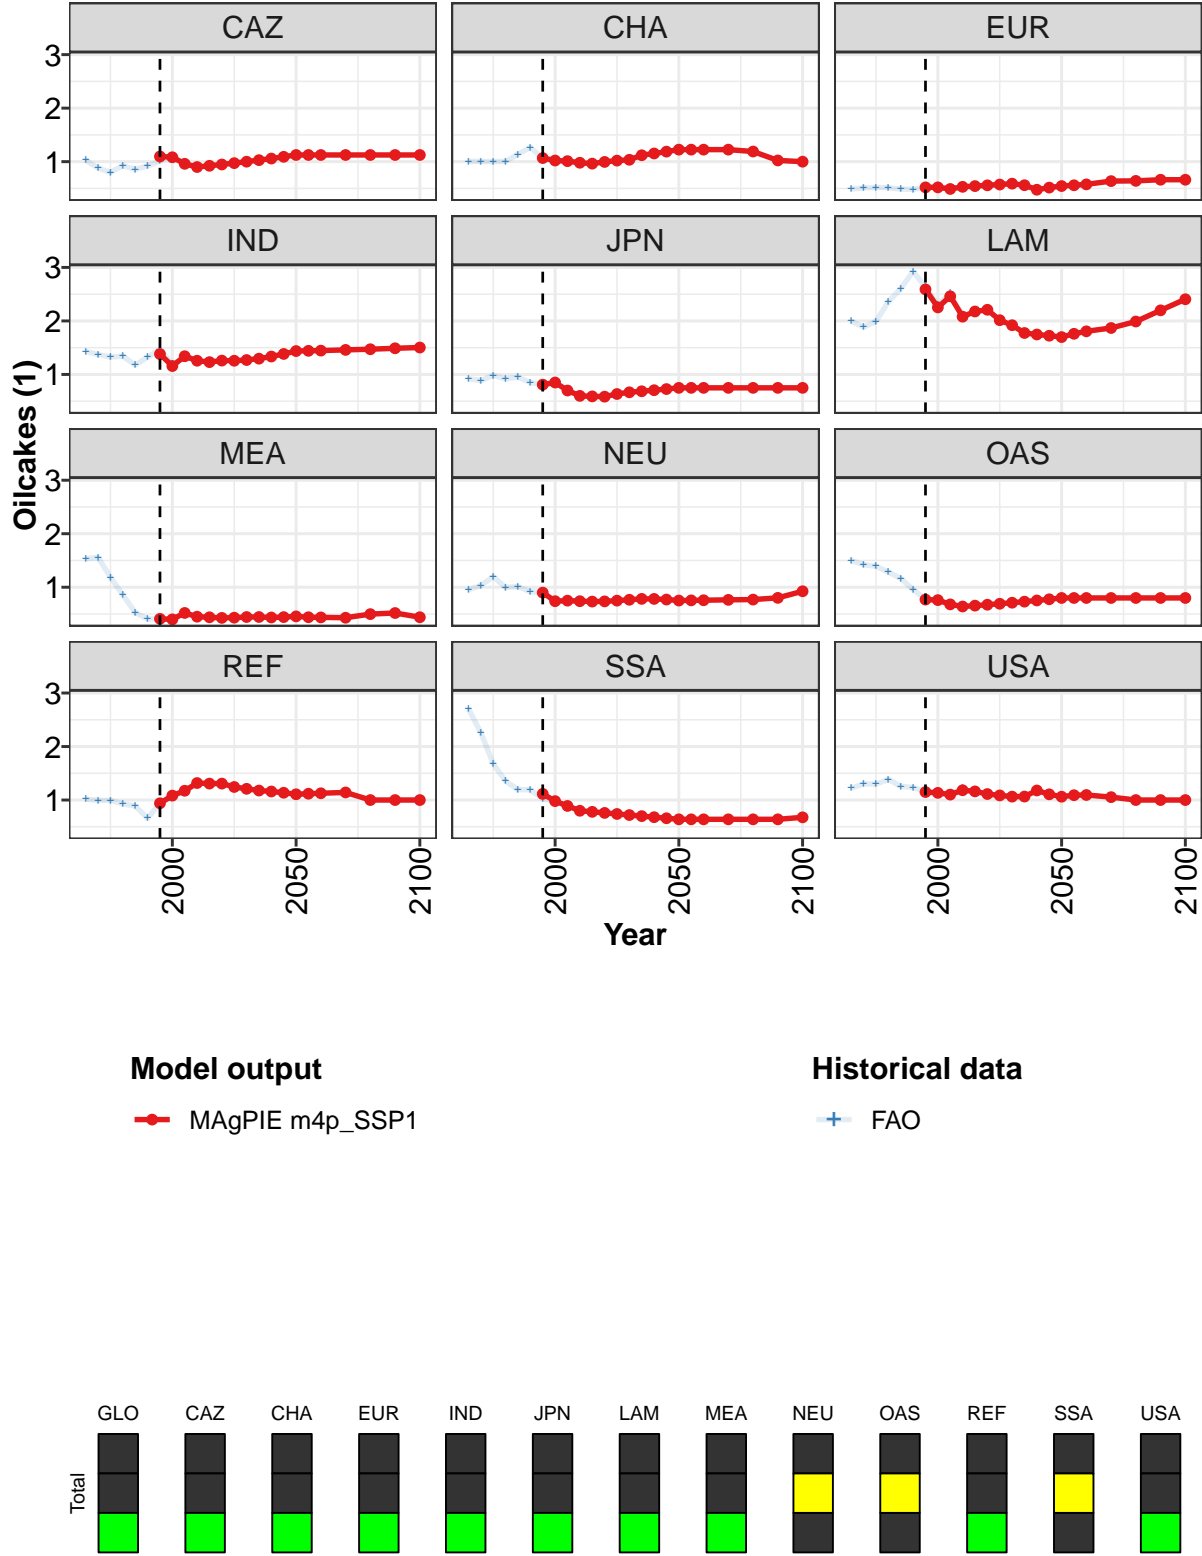 CAZ CHA EUR
3
2
1
IND JPN LAM
3
2
1
MEA NEU OAS
3
2
1
REF SSA USA
3
2
1
Oilcakes (1)
2000 2050 2100 2000 2050 2100 2000 2050 2100
Year
Model output Historical data
MAgPIE m4p_SSP1 FAO
GLO CAZ CHA EUR IND JPN LAM MEA NEU OAS REF SSA USA
Total